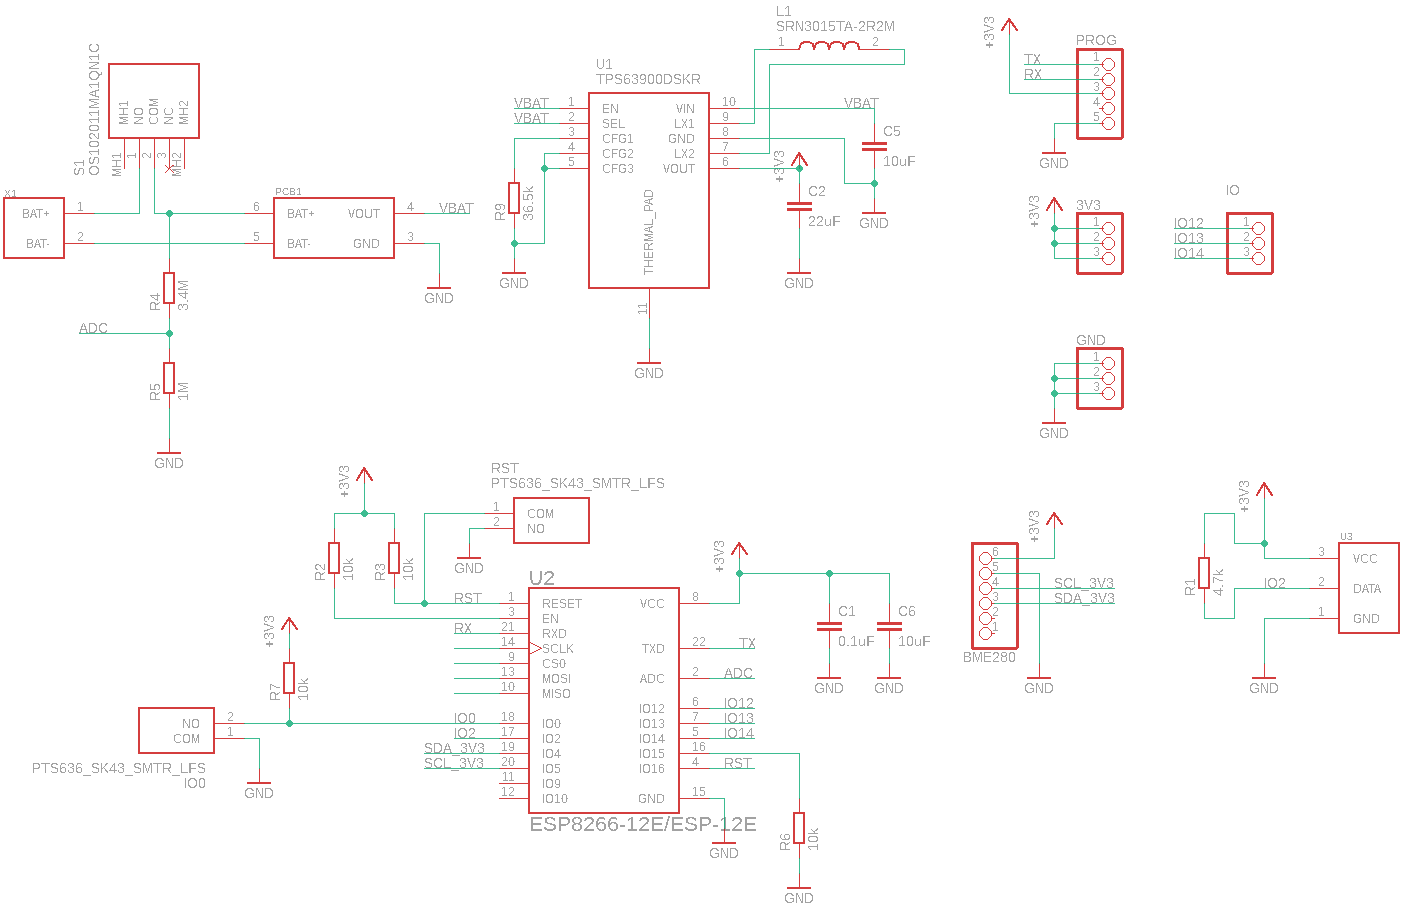 L1
SRN3015TA-2R2M
1 2
S1
OS102011MA1QN1C
MH1
NO
COM
NC
MH2
MH1
1
2
3
MH2
X1
BAT+
BAT-
1
2
PCB1
6
5
BAT+
BAT-
VOUT
GND
4
3
VBAT
GND
R4
3.4M
ADC
R5
1M
GND
U1
TPS63900DSKR
VBAT
VBAT
1
2
3
4
5
EN
SEL
CFG1
CFG2
CFG3
THERMAL_PAD
VIN
LX1
GND
LX2
VOUT
10
9
8
7
6
11
GND
R9
36.5k
GND
VBAT
C5
10uF
GND
+3V3
C2
22uF
GND
+3V3
PROG
TX
RX
1
2
3
4
5
GND
+3V3
3V3
1
2
3
IO
IO12
IO13
IO14
1
2
3
GND
1
2
3
GND
+3V3
R2
10k
R3
10k
RST
PTS636_SK43_SMTR_LFS
1
2
COM
NO
GND
U2
RST
RX
1
3
21
14
9
13
10
18
17
19
20
11
12
RESET
EN
RXD
SCLK
CS0
MOSI
MISO
IO0
IO2
IO4
IO5
IO9
IO10
IO0
IO2
SDA_3V3
SCL_3V3
VCC
TXD
ADC
IO12
IO13
IO14
IO15
IO16
GND
8
22
2
6
7
5
16
4
15
TX
ADC
IO12
IO13
IO14
RST
ESP8266-12E/ESP-12E
GND
R6
10k
GND
+3V3
C1
0.1uF
GND
C6
10uF
GND
+3V3
R7
10k
NO
COM
2
1
PTS636_SK43_SMTR_LFS
IO0
GND
+3V3
6
5
4
3
2
1
SCL_3V3
SDA_3V3
BME280
GND
+3V3
R1
4.7k
IO2
U3
3
2
1
VCC
DATA
GND
GND